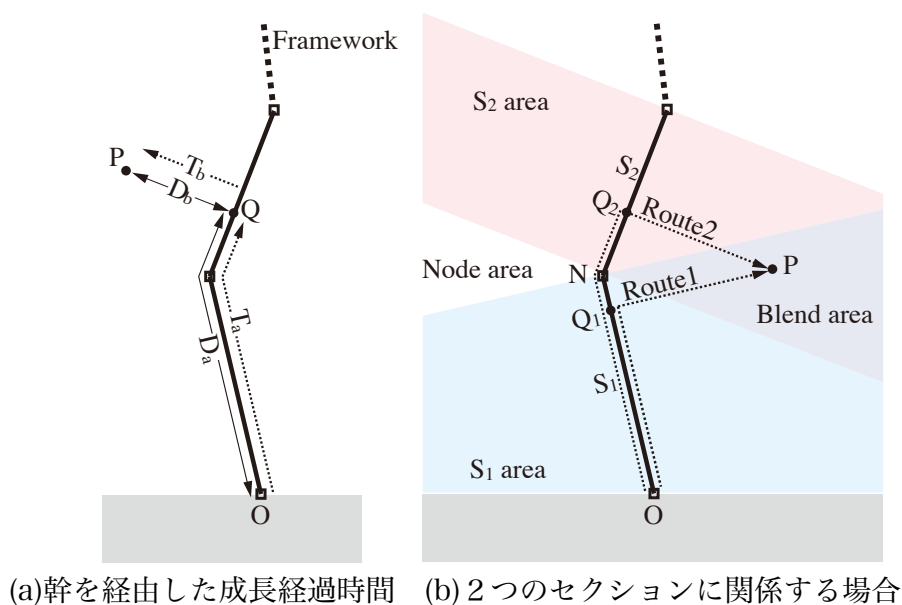 Framework
P
T_b
D_b
Q
T_a
D_a
O
S₂ area
S₂
Q₂
Route2
Node area
N
Route1
P
Q₁
Blend area
S₁
S₁ area
O
(a)幹を経由した成長経過時間
(b)２つのセクションに関係する場合